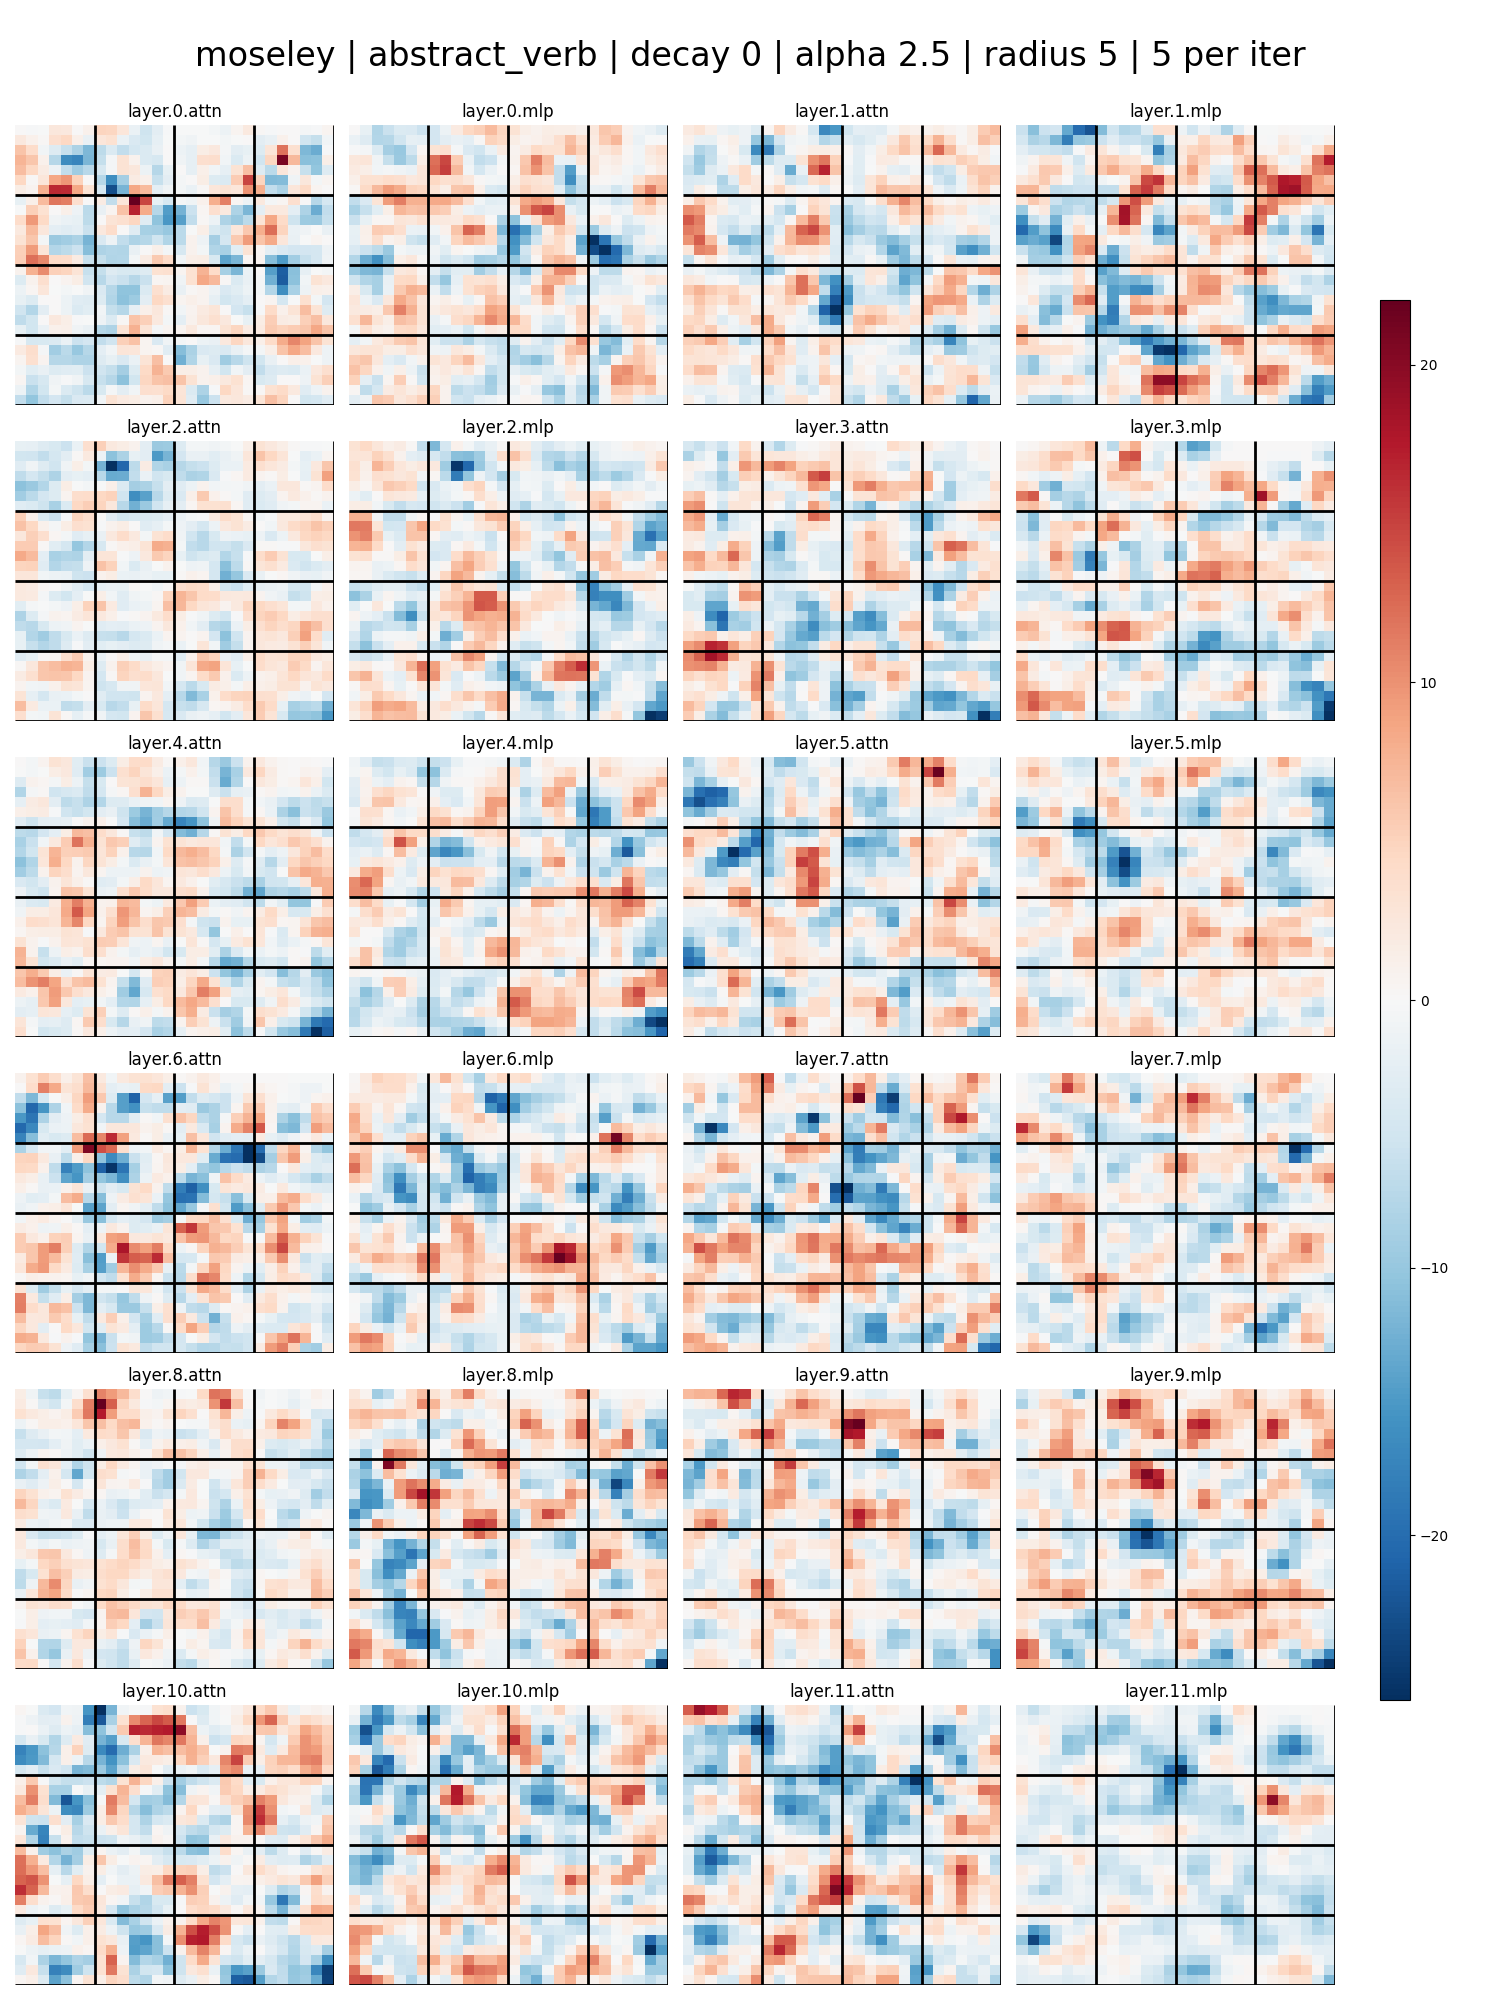 moseley | abstract_verb | decay 0 | alpha 2.5 | radius 5 | 5 per iter
layer.0.attn layer.0.mlp layer.1.attn layer.1.mlp
layer.2.attn layer.2.mlp layer.3.attn layer.3.mlp
layer.4.attn layer.4.mlp layer.5.attn layer.5.mlp
layer.6.attn layer.6.mlp layer.7.attn layer.7.mlp
layer.8.attn layer.8.mlp layer.9.attn layer.9.mlp
layer.10.attn layer.10.mlp layer.11.attn layer.11.mlp
20
10
0
−10
−20